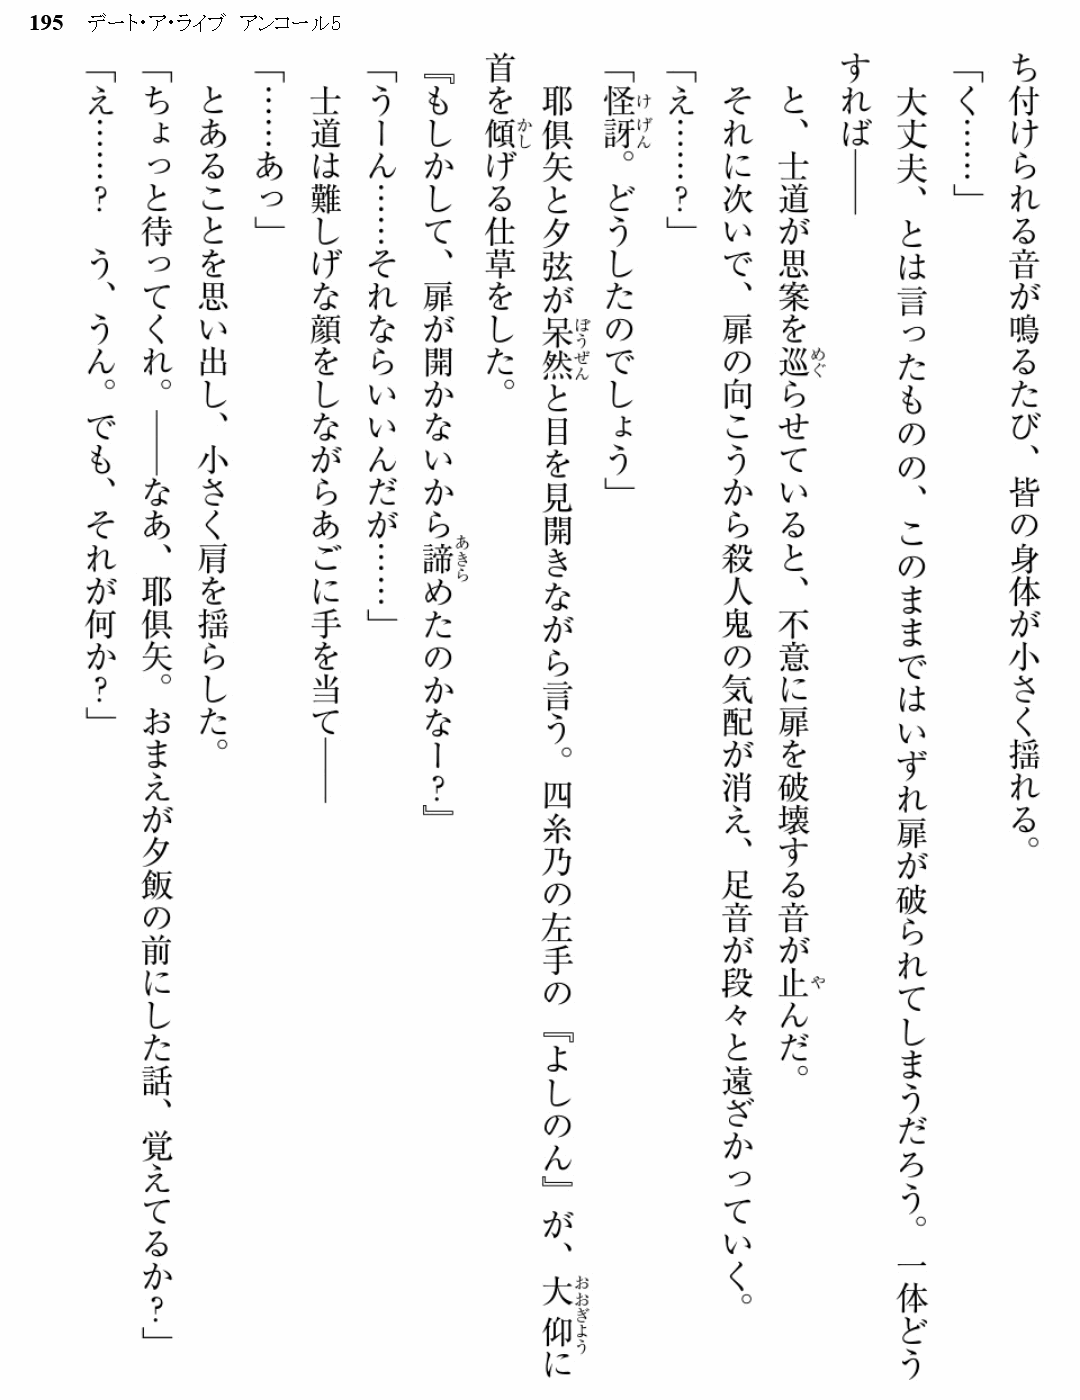 195 デート・ア・ライブ アンコール5
ち付けられる音が鳴るたび、皆の身体が小さく揺れる。
「く……」
大丈夫、とは言ったものの、このままではいずれ扉が破られてしまうだろう。一体どう
すれば――
と、士道が思案を巡らせていると、不意に扉を破壊する音が止んだ。
それに次いで、扉の向こうから殺人鬼の気配が消え、足音が段々と遠ざかっていく。
「え……?」
「怪訝。どうしたのでしょう」
耶倶矢と夕弦が呆然と目を見開きながら言う。四糸乃の左手の『よしのん』が、大仰に
首を傾げる仕草をした。
『もしかして、扉が開かないから諦めたのかなー?』
「うーん……それならいいんだが……」
士道は難しげな顔をしながらあごに手を当て――
「……あっ」
とあることを思い出し、小さく肩を揺らした。
「ちょっと待ってくれ。――なあ、耶倶矢。おまえが夕飯の前にした話、覚えてるか?」
「え……? う、うん。でも、それが何か?」